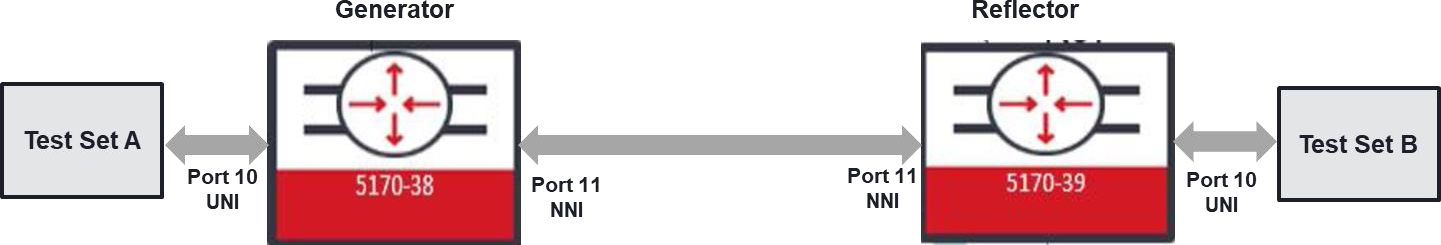 Generator
Reflector
Test Set A
Port 10
UNI
5170-38
Port 11
NNI
Port 11
NNI
5170-39
Port 10
UNI
Test Set B